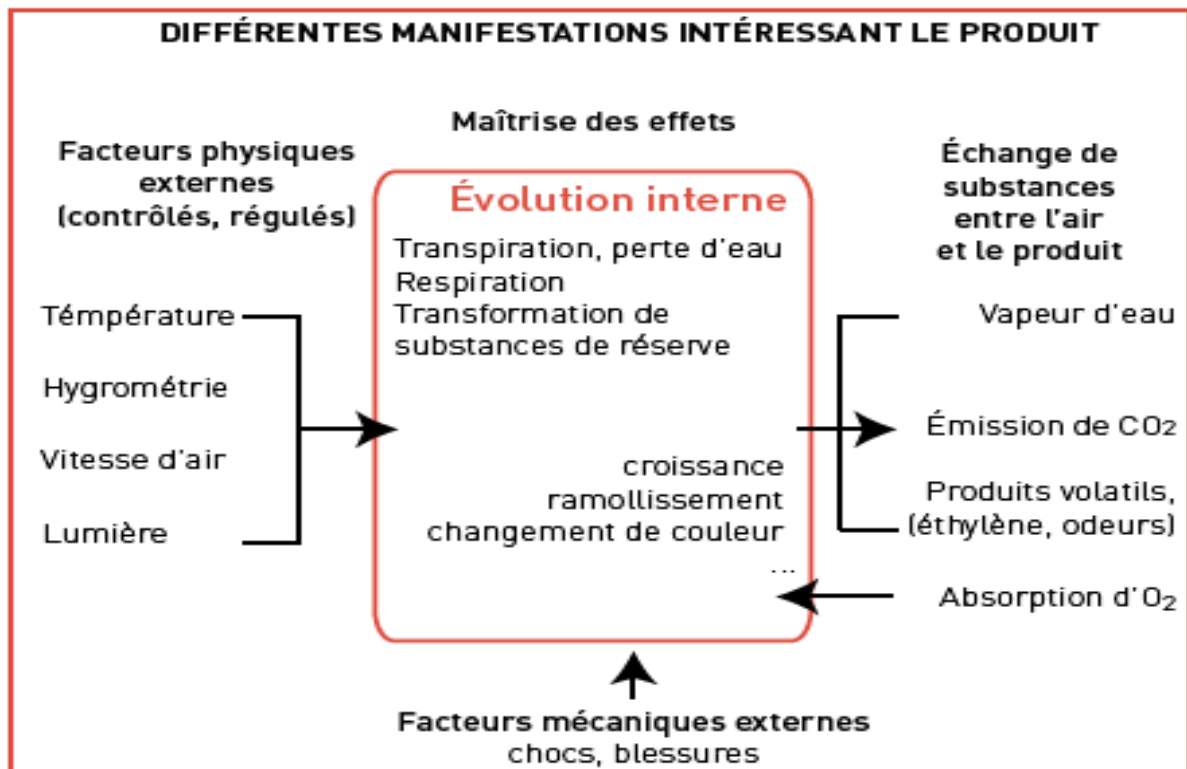 DIFFÉRENTES MANIFESTATIONS INTÉRESSANT LE PRODUIT
Maîtrise des effets
Facteurs physiques
externes
(contrôlés, régulés)
Témpérature
Hygrométrie
Vitesse d'air
Lumière
Évolution interne
Transpiration, perte d'eau
Respiration
Transformation de
substances de réserve
croissance
ramollissement
changement de couleur
...
Échange de
substances
entre l'air
et le produit
Vapeur d'eau
Émission de CO2
Produits volatils,
(éthylène, odeurs)
Absorption d'O2
Facteurs mécaniques externes
chocs, blessures